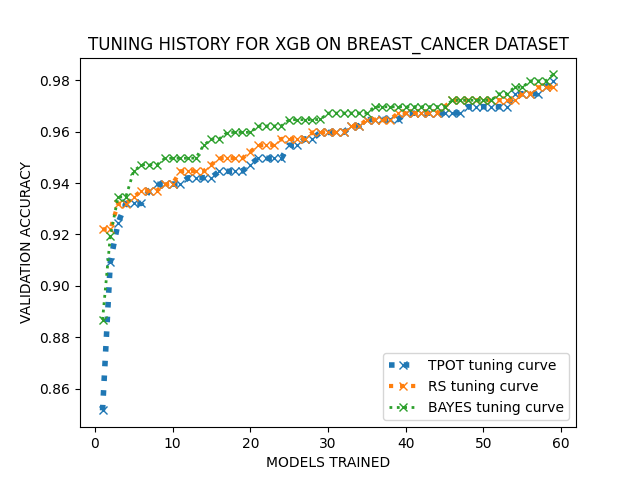 TUNING HISTORY FOR XGB ON BREAST_CANCER DATASET
0.98
0.96
0.94
0.92
0.90
0.88
0.86
VALIDATION ACCURACY
TPOT tuning curve
RS tuning curve
BAYES tuning curve
0 10 20 30 40 50 60
MODELS TRAINED